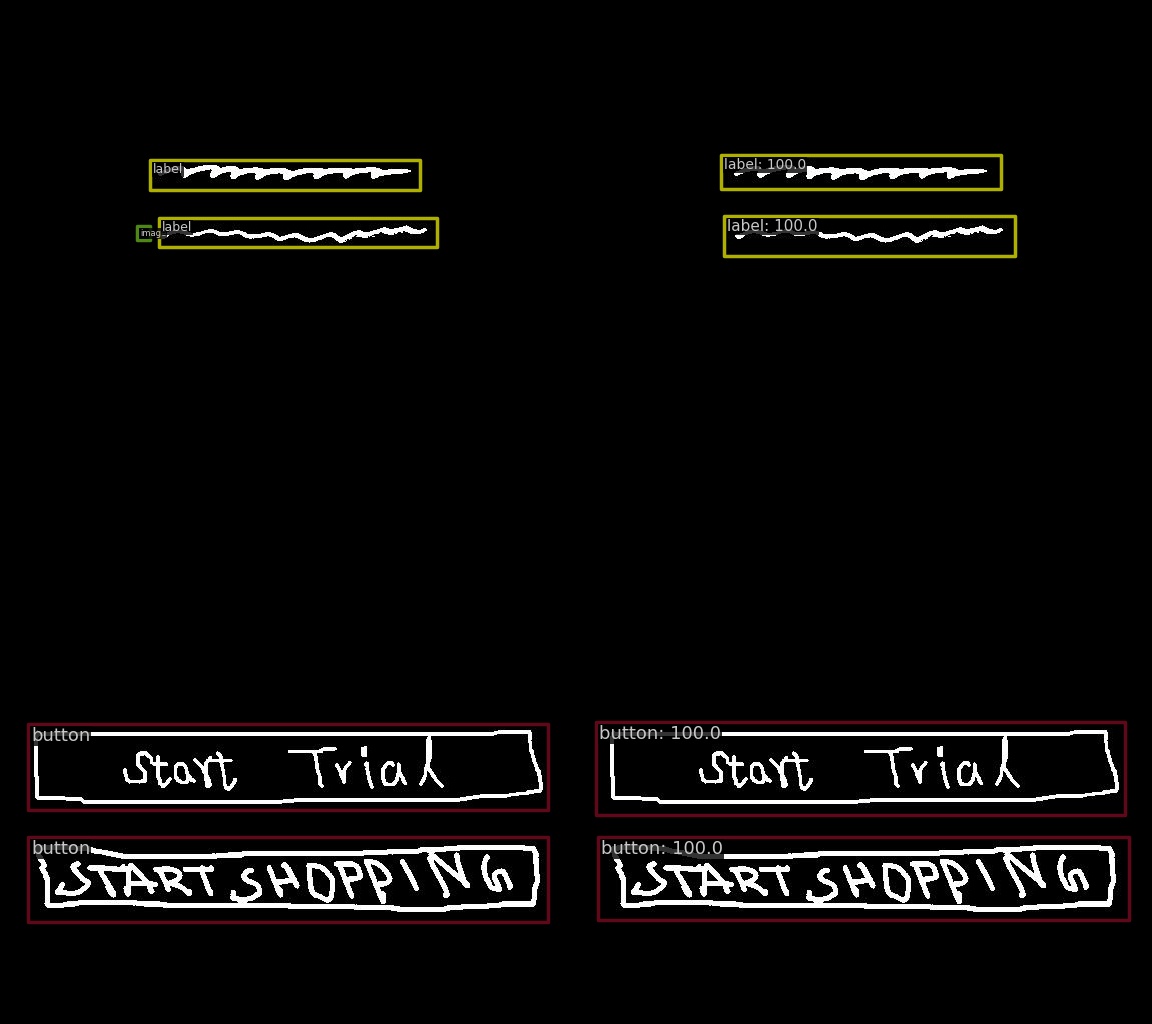 label label: 100.0
imag label label: 100.0
button button: 100.0
Start Trial Start Trial
button button: 100.0
START SHOPPING START SHOPPING